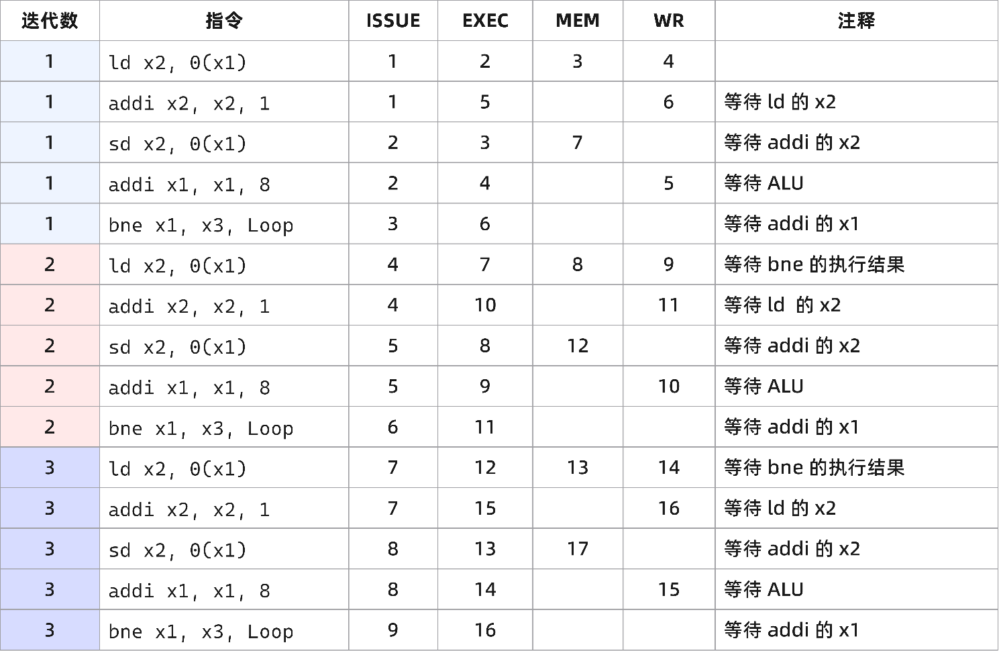 迭代数 指令 ISSUE EXEC MEM WR 注释
1 ld x2, 0(x1) 1 2 3 4
1 addi x2, x2, 1 1 5 6 等待 ld 的 x2
1 sd x2, 0(x1) 2 3 7 等待 addi 的 x2
1 addi x1, x1, 8 2 4 5 等待 ALU
1 bne x1, x3, Loop 3 6 等待 addi 的 x1
2 ld x2, 0(x1) 4 7 8 9 等待 bne 的执行结果
2 addi x2, x2, 1 4 10 11 等待 ld 的 x2
2 sd x2, 0(x1) 5 8 12 等待 addi 的 x2
2 addi x1, x1, 8 5 9 10 等待 ALU
2 bne x1, x3, Loop 6 11 等待 addi 的 x1
3 ld x2, 0(x1) 7 12 13 14 等待 bne 的执行结果
3 addi x2, x2, 1 7 15 16 等待 ld 的 x2
3 sd x2, 0(x1) 8 13 17 等待 addi 的 x2
3 addi x1, x1, 8 8 14 15 等待 ALU
3 bne x1, x3, Loop 9 16 等待 addi 的 x1